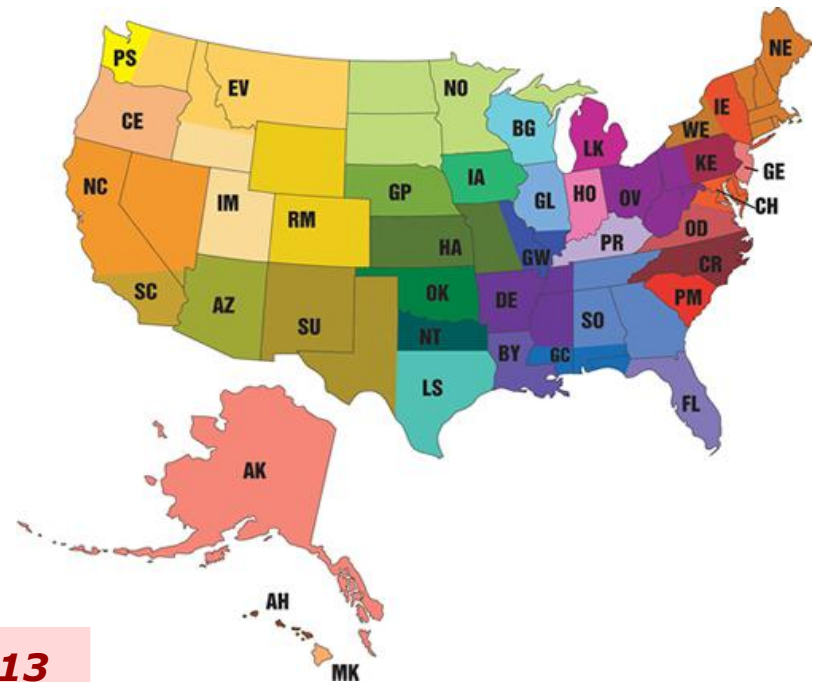 PS
NE
EV
NO
IE
CE
BG
WE
LK
KE
GE
NC
IA
GP
GL
HO
OV
CH
IM
RM
OD
PR
HA
GW
CR
SC
OK
PM
AZ
DE
SU
SO
NT
BY
GC
LS
FL
AK
AH
13
MK